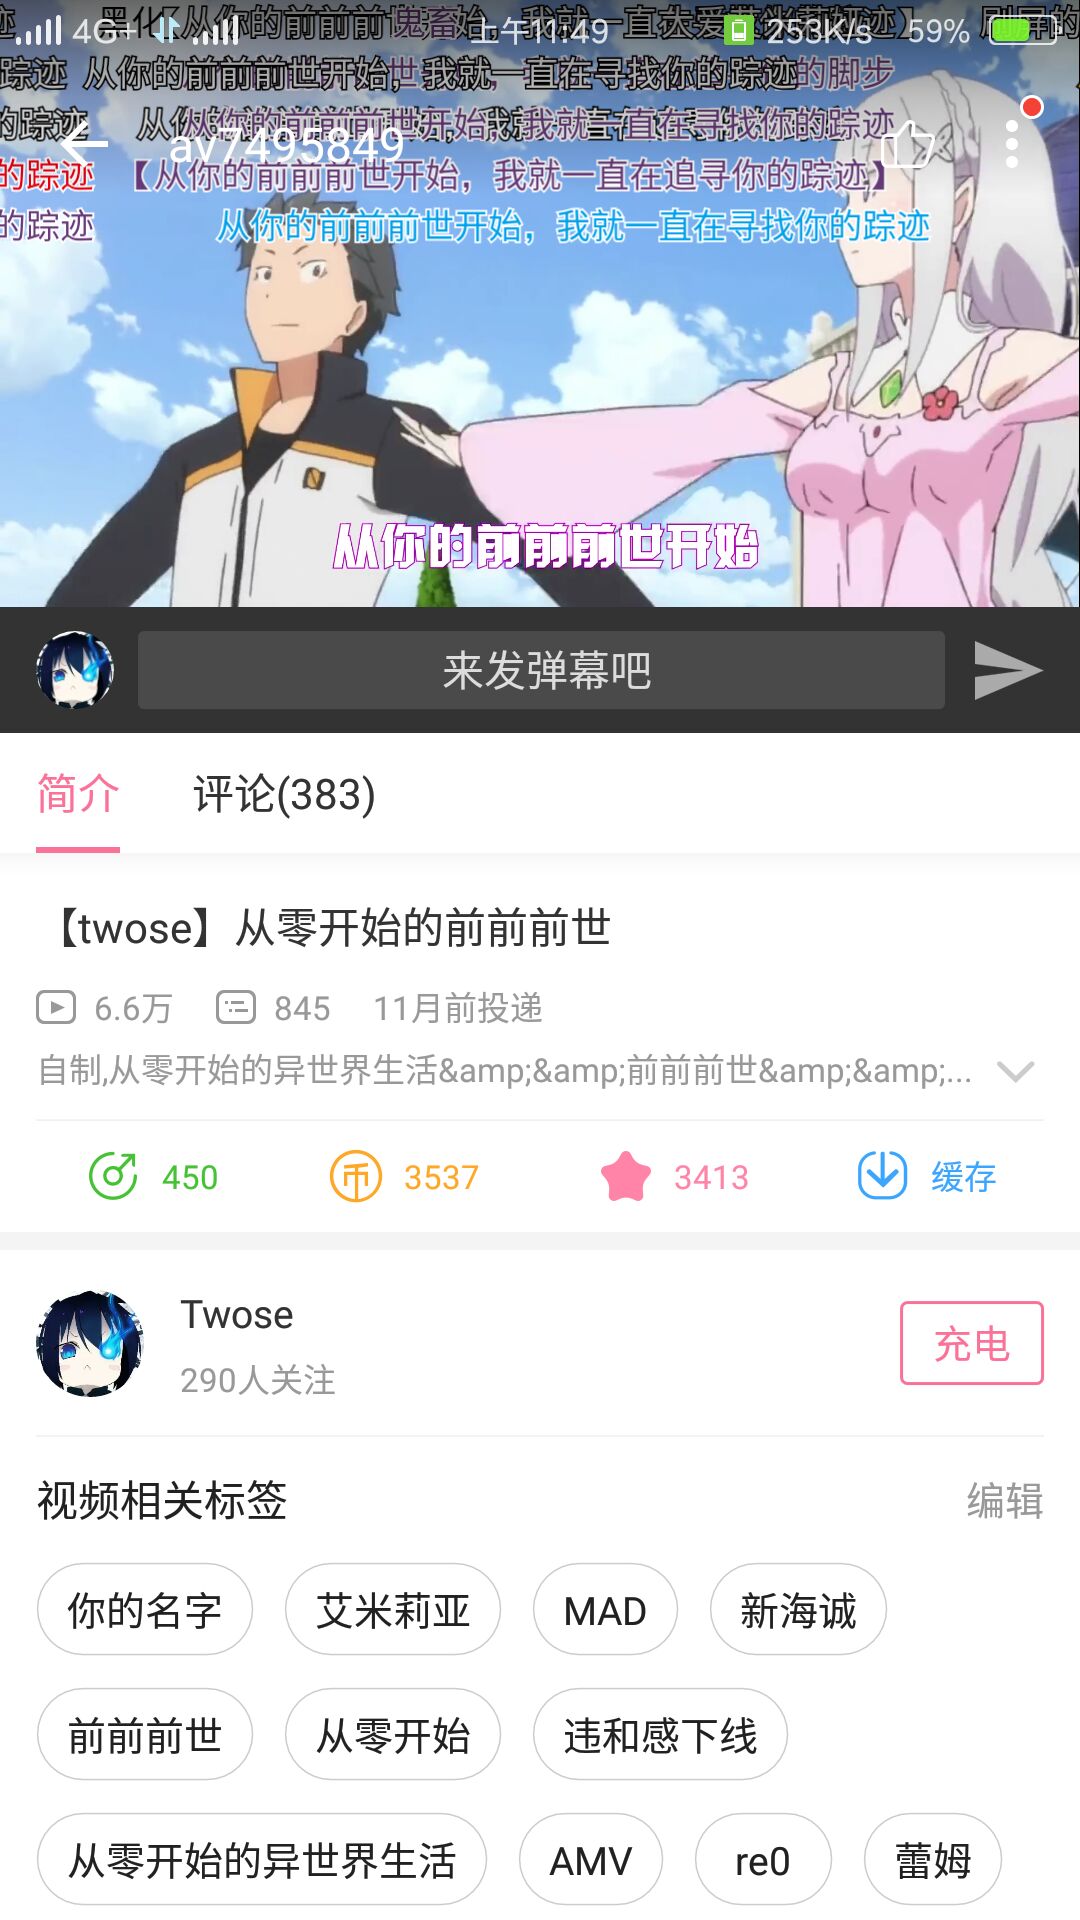 4G+ 上午11:49 253K/s 59%
踪迹 从你的前前前世开始，我就一直在寻找你的踪迹 的脚步
的踪迹 从你的前前前世开始，我就一直在寻找你的踪迹
av7495849
的踪迹 【从你的前前前世开始，我就一直在追寻你的踪迹】
的踪迹 从你的前前前世开始，我就一直在寻找你的踪迹
从你的前前前世开始
来发弹幕吧
简介 评论(383)
【twose】从零开始的前前前世
6.6万 845 11月前投递
自制,从零开始的异世界生活&amp;&amp;前前前世&amp;&amp;...
450 币 3537 3413 缓存
Twose
290人关注
充电
视频相关标签 编辑
你的名字 艾米莉亚 MAD 新海诚
前前前世 从零开始 违和感下线
从零开始的异世界生活 AMV re0 蕾姆